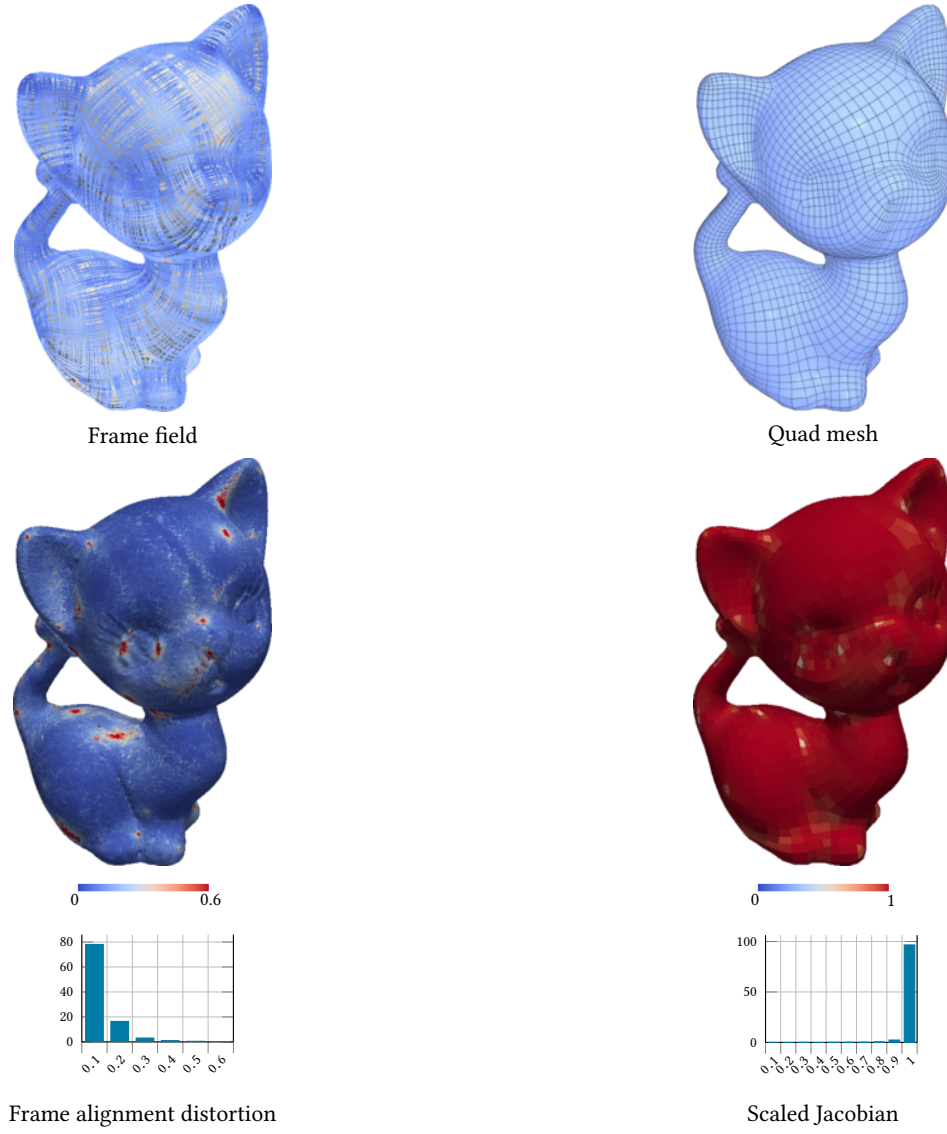 Frame field
Quad mesh
0 0.6
0 1
80
60
40
20
0
0.1 0.2 0.3 0.4 0.5 0.6
100
50
0
0.1 0.2 0.3 0.4 0.5 0.6 0.7 0.8 0.9 1
Frame alignment distortion
Scaled Jacobian